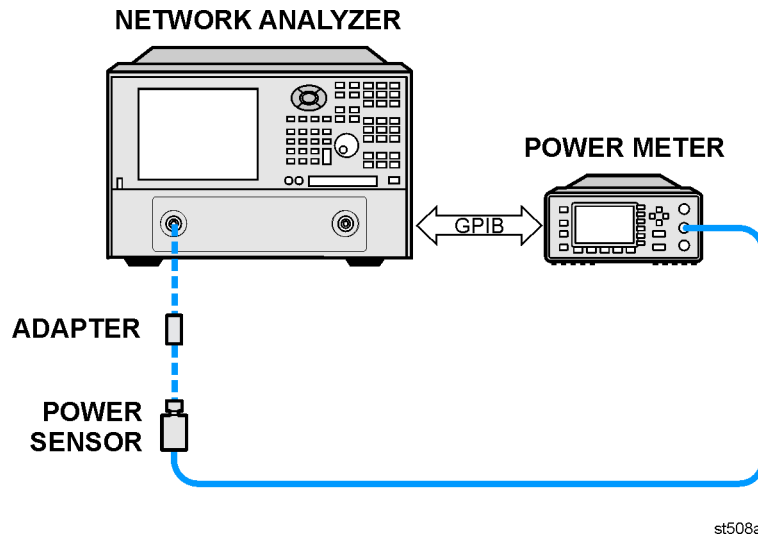 NETWORK ANALYZER
POWER METER
GPIB
ADAPTER
POWER
SENSOR
st508a